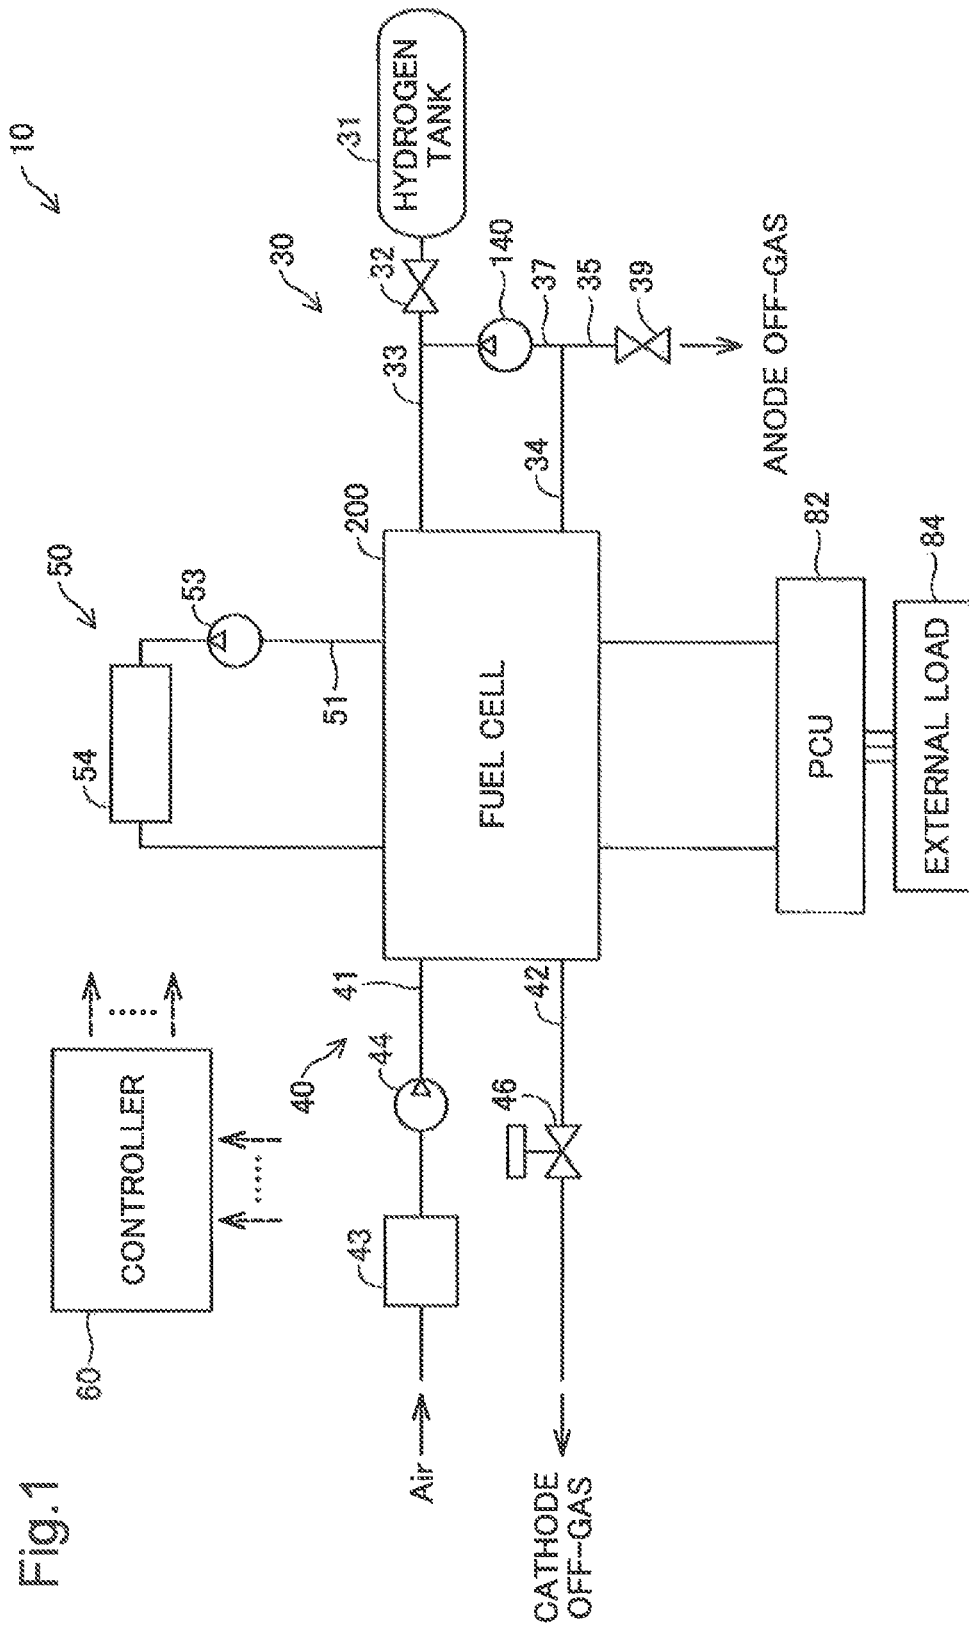 Fig.1
10
60
CONTROLLER
50
54
53
51
30
31
HYDROGEN
TANK
32
33
140
37
35
39
34
ANODE OFF-GAS
200
FUEL CELL
40
41
44
43
Air
42
46
CATHODE
OFF-GAS
82
PCU
84
EXTERNAL LOAD